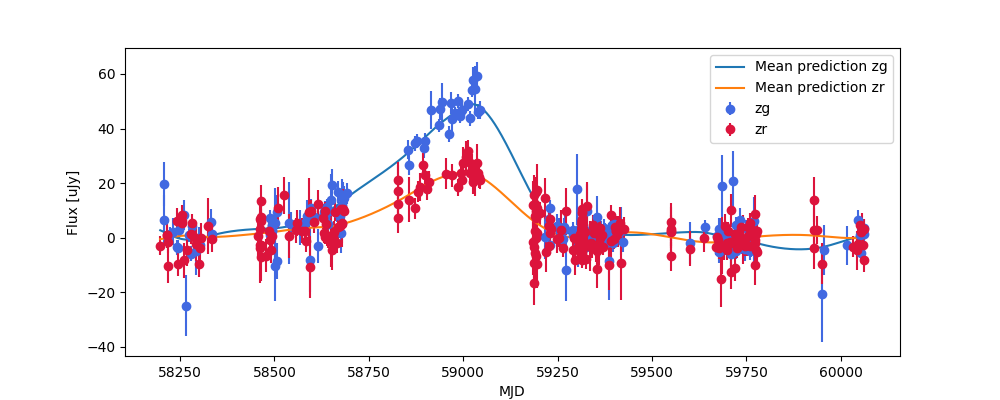 Flux [uJy]
60
40
20
0
−20
−40
58250
58500
58750
59000
59250
59500
59750
60000
MJD
Mean prediction zg
Mean prediction zr
zg
zr